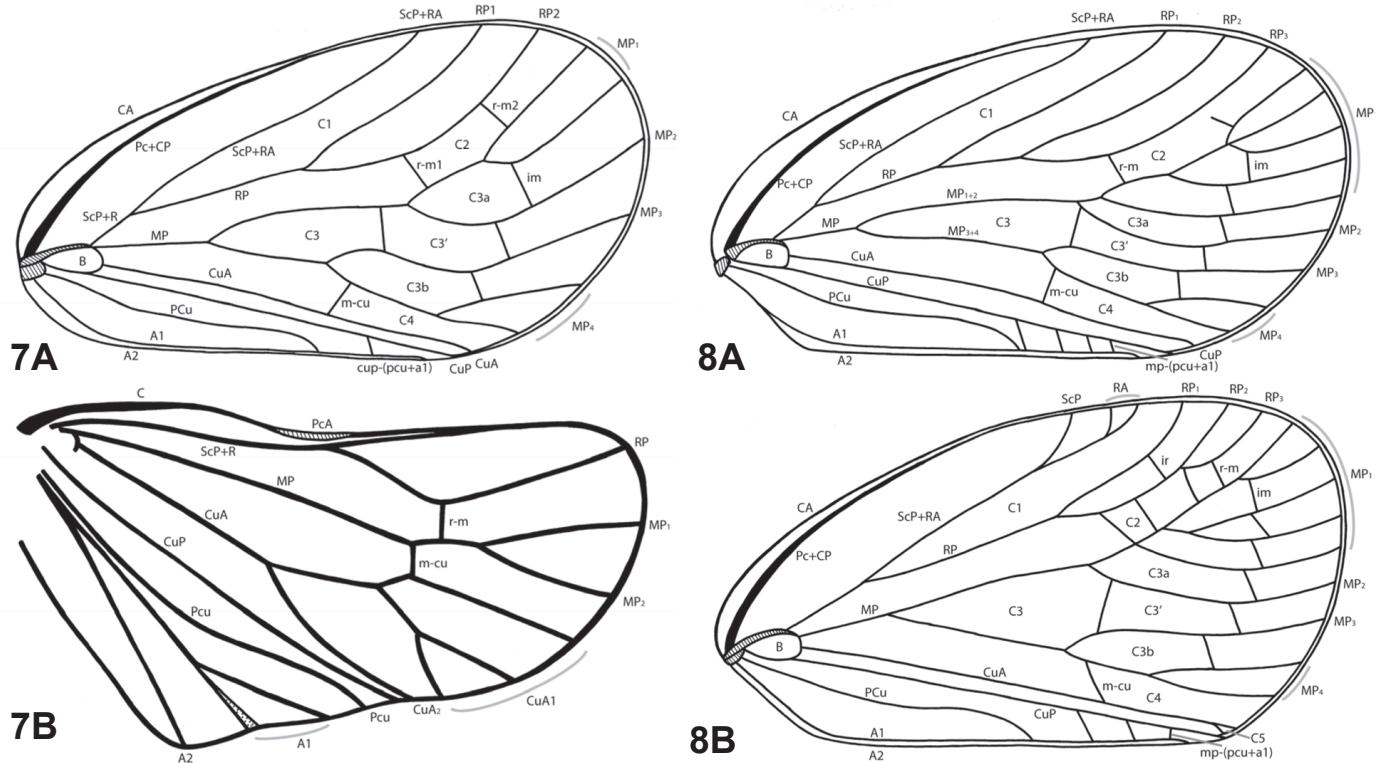 ScP+RA RP1 RP2 MP₁
CA
Pc+CP
C1
r-m2
ScP+RA
C2
MP₂
r-m1
im
RP
C3a
ScP+R
MP₃
MP
C3
C3′
B
CuA
C3b
m-cu
PCu
C4
MP₄
A1
A2
cup-(pcu+a1) CuP CuA
7A
ScP+RA RP₁ RP₂ RP₃
CA
C1
MP
ScP+RA
C2
r-m
im
Pc+CP
RP
MP₁₊₂
MP
C3
C3a
MP₃₊₄
C3′
MP₂
B
CuA
CuP
C3b
MP₃
PCu
m-cu
C4
A1
MP₄
A2
CuP
mp-(pcu+a1)
8A
C
PcA
ScP+R
RP
MP
CuA
r-m
MP₁
CuP
m-cu
MP₂
Pcu
CuA1
CuA₂
Pcu
A1
A2
7B
ScP RA RP₁ RP₂ RP₃
ir
r-m
MP₁
im
CA
C1
ScP+RA
C2
Pc+CP
RP
C3a
MP₂
MP
C3
C3′
MP₃
B
C3b
CuA
m-cu
C4
MP₄
PCu
CuP
A1
C5
A2
mp-(pcu+a1)
8B